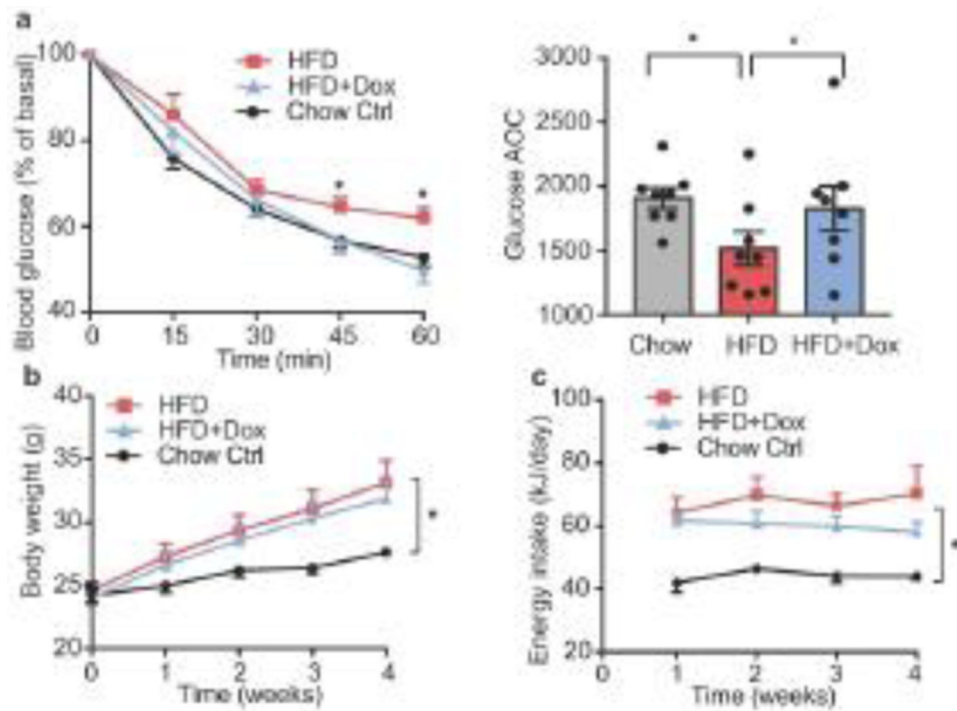 a
Blood glucose (% of basal)
100
80
60
40
0
15
30
45
60
Time (min)
HFD
HFD+Dox
Chow Ctrl
*
*
Glucose AOC
3000
2500
2000
1500
1000
*
*
Chow
HFD
HFD+Dox
b
Body weight (g)
40
35
30
25
20
0
1
2
3
4
Time (weeks)
HFD
HFD+Dox
Chow Ctrl
*
c
Energy intake (kJ/day)
100
80
60
40
20
0
1
2
3
4
Time (weeks)
HFD
HFD+Dox
Chow Ctrl
*